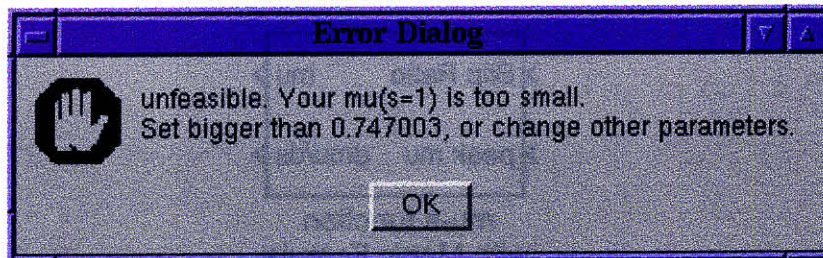 Error Dialog
unfeasible. Your mu(s=1) is too small.
Set bigger than 0.747003, or change other parameters.
OK